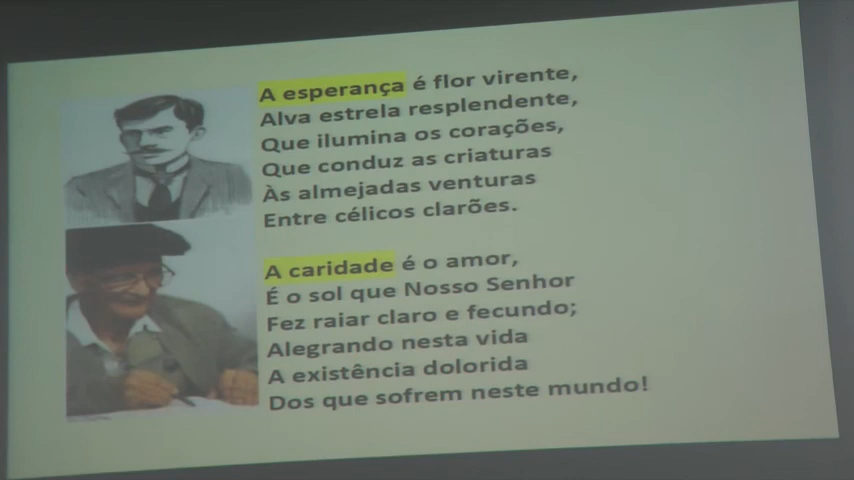 A esperança é flor virente,
Alva estrela resplendente,
Que ilumina os corações,
Que conduz as criaturas
Às almejadas venturas
Entre célicos clarões.
A caridade é o amor,
É o sol que Nosso Senhor
Fez raiar claro e fecundo;
Alegrando nesta vida
A existência dolorida
Dos que sofrem neste mundo!